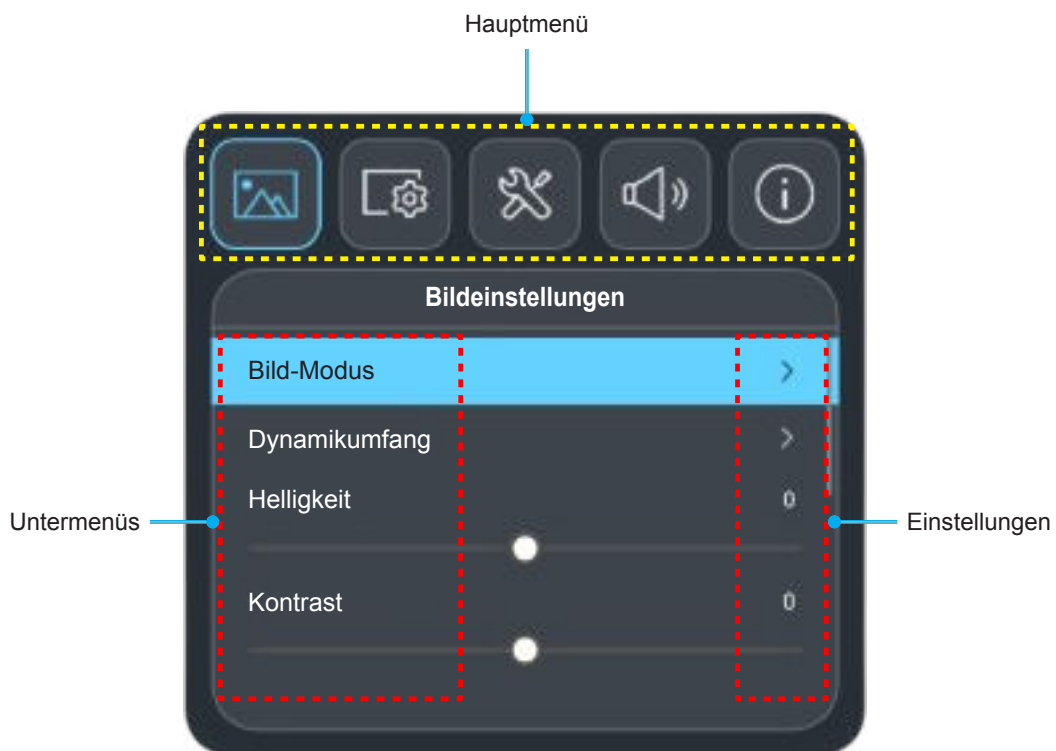 Hauptmenü
Bildeinstellungen
Bild-Modus
Dynamikumfang
Helligkeit 0
Untermenüs
Einstellungen
Kontrast 0